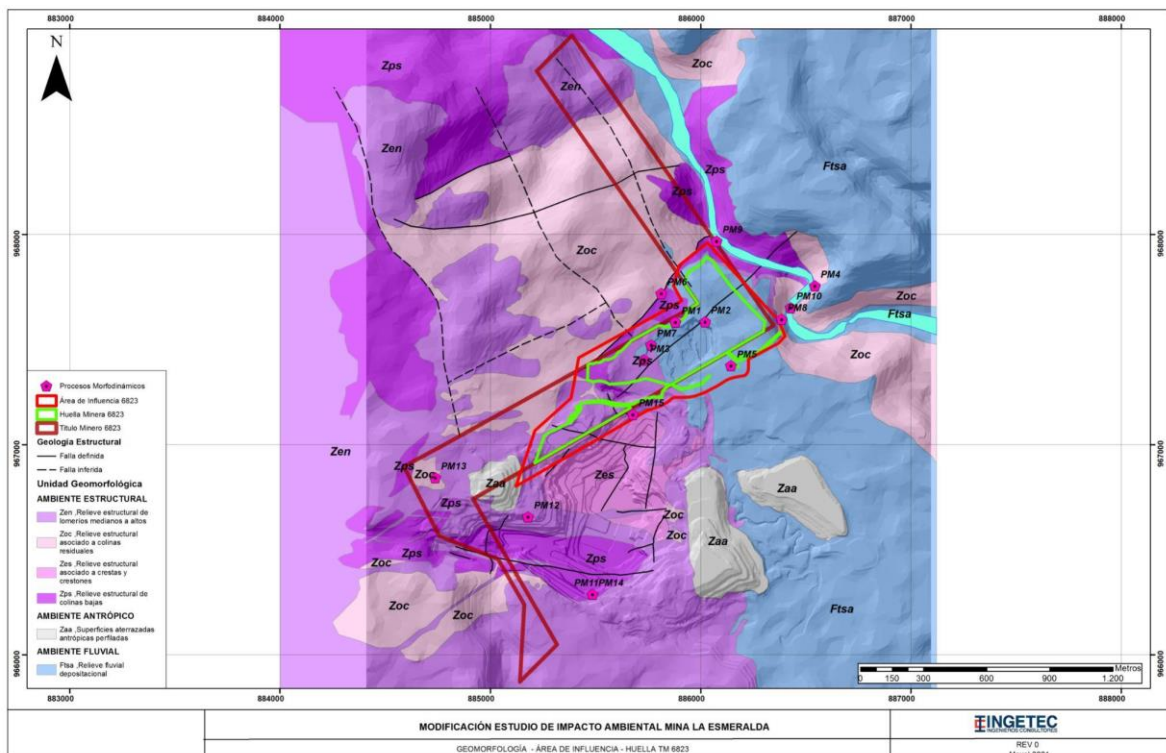 883000
884000
885000
886000
887000
888000
N
Zps
Zoc
Zen
Zen
Zps
Ftsa
Zps
968000
968000
PM9
Zoc
PM4
PM6
PM10
Zoc
Zps
PM1
PM2
PM8
Ftsa
PM7
PM3
Zps
PM5
Zoc
PM15
967000
967000
Zen
Zps
Zoc
PM13
Zaa
Zes
Zaa
Zps
PM12
Zoc
Zoc
Zaa
Zps
Zps
Zoc
PM11PM14
Zoc
Zoc
Ftsa
966000
966000
Procesos Morfodinámicos
Área de Influencia 6823
Huella Minera 6823
Título Minero 6823
Geología Estructural
Falla definida
Falla inferida
Unidad Geomorfológica
AMBIENTE ESTRUCTURAL
Zen ,Relieve estructural de
lomerios medianos a altos
Zoc ,Relieve estructural
asociado a colinas
residuales
Zes ,Relieve estructural
asociado a crestas y
crestones
Zps ,Relieve estructural de
colinas bajas
AMBIENTE ANTRÓPICO
Zaa ,Superficies aterrazadas
antrópicas perfiladas
AMBIENTE FLUVIAL
Ftsa ,Relieve fluvial
depositacional
Metros
0 150 300 600 900 1.200
883000
884000
885000
886000
887000
888000
MODIFICACIÓN ESTUDIO DE IMPACTO AMBIENTAL MINA LA ESMERALDA
GEOMORFOLOGÍA - ÁREA DE INFLUENCIA - HUELLA TM 6823
INGETEC
INGENIEROS CONSULTORES
REV 0